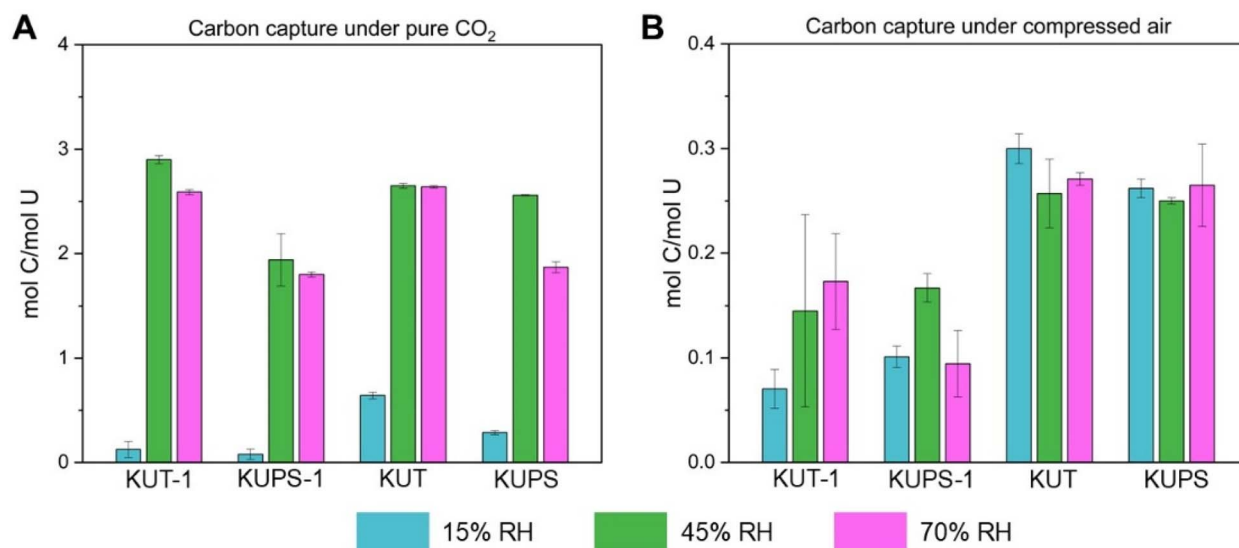 A
Carbon capture under pure CO₂
mol C/mol U
4
3
2
1
0
KUT-1 KUPS-1 KUT KUPS
B
Carbon capture under compressed air
mol C/mol U
0.4
0.3
0.2
0.1
0.0
KUT-1 KUPS-1 KUT KUPS
15% RH 45% RH 70% RH